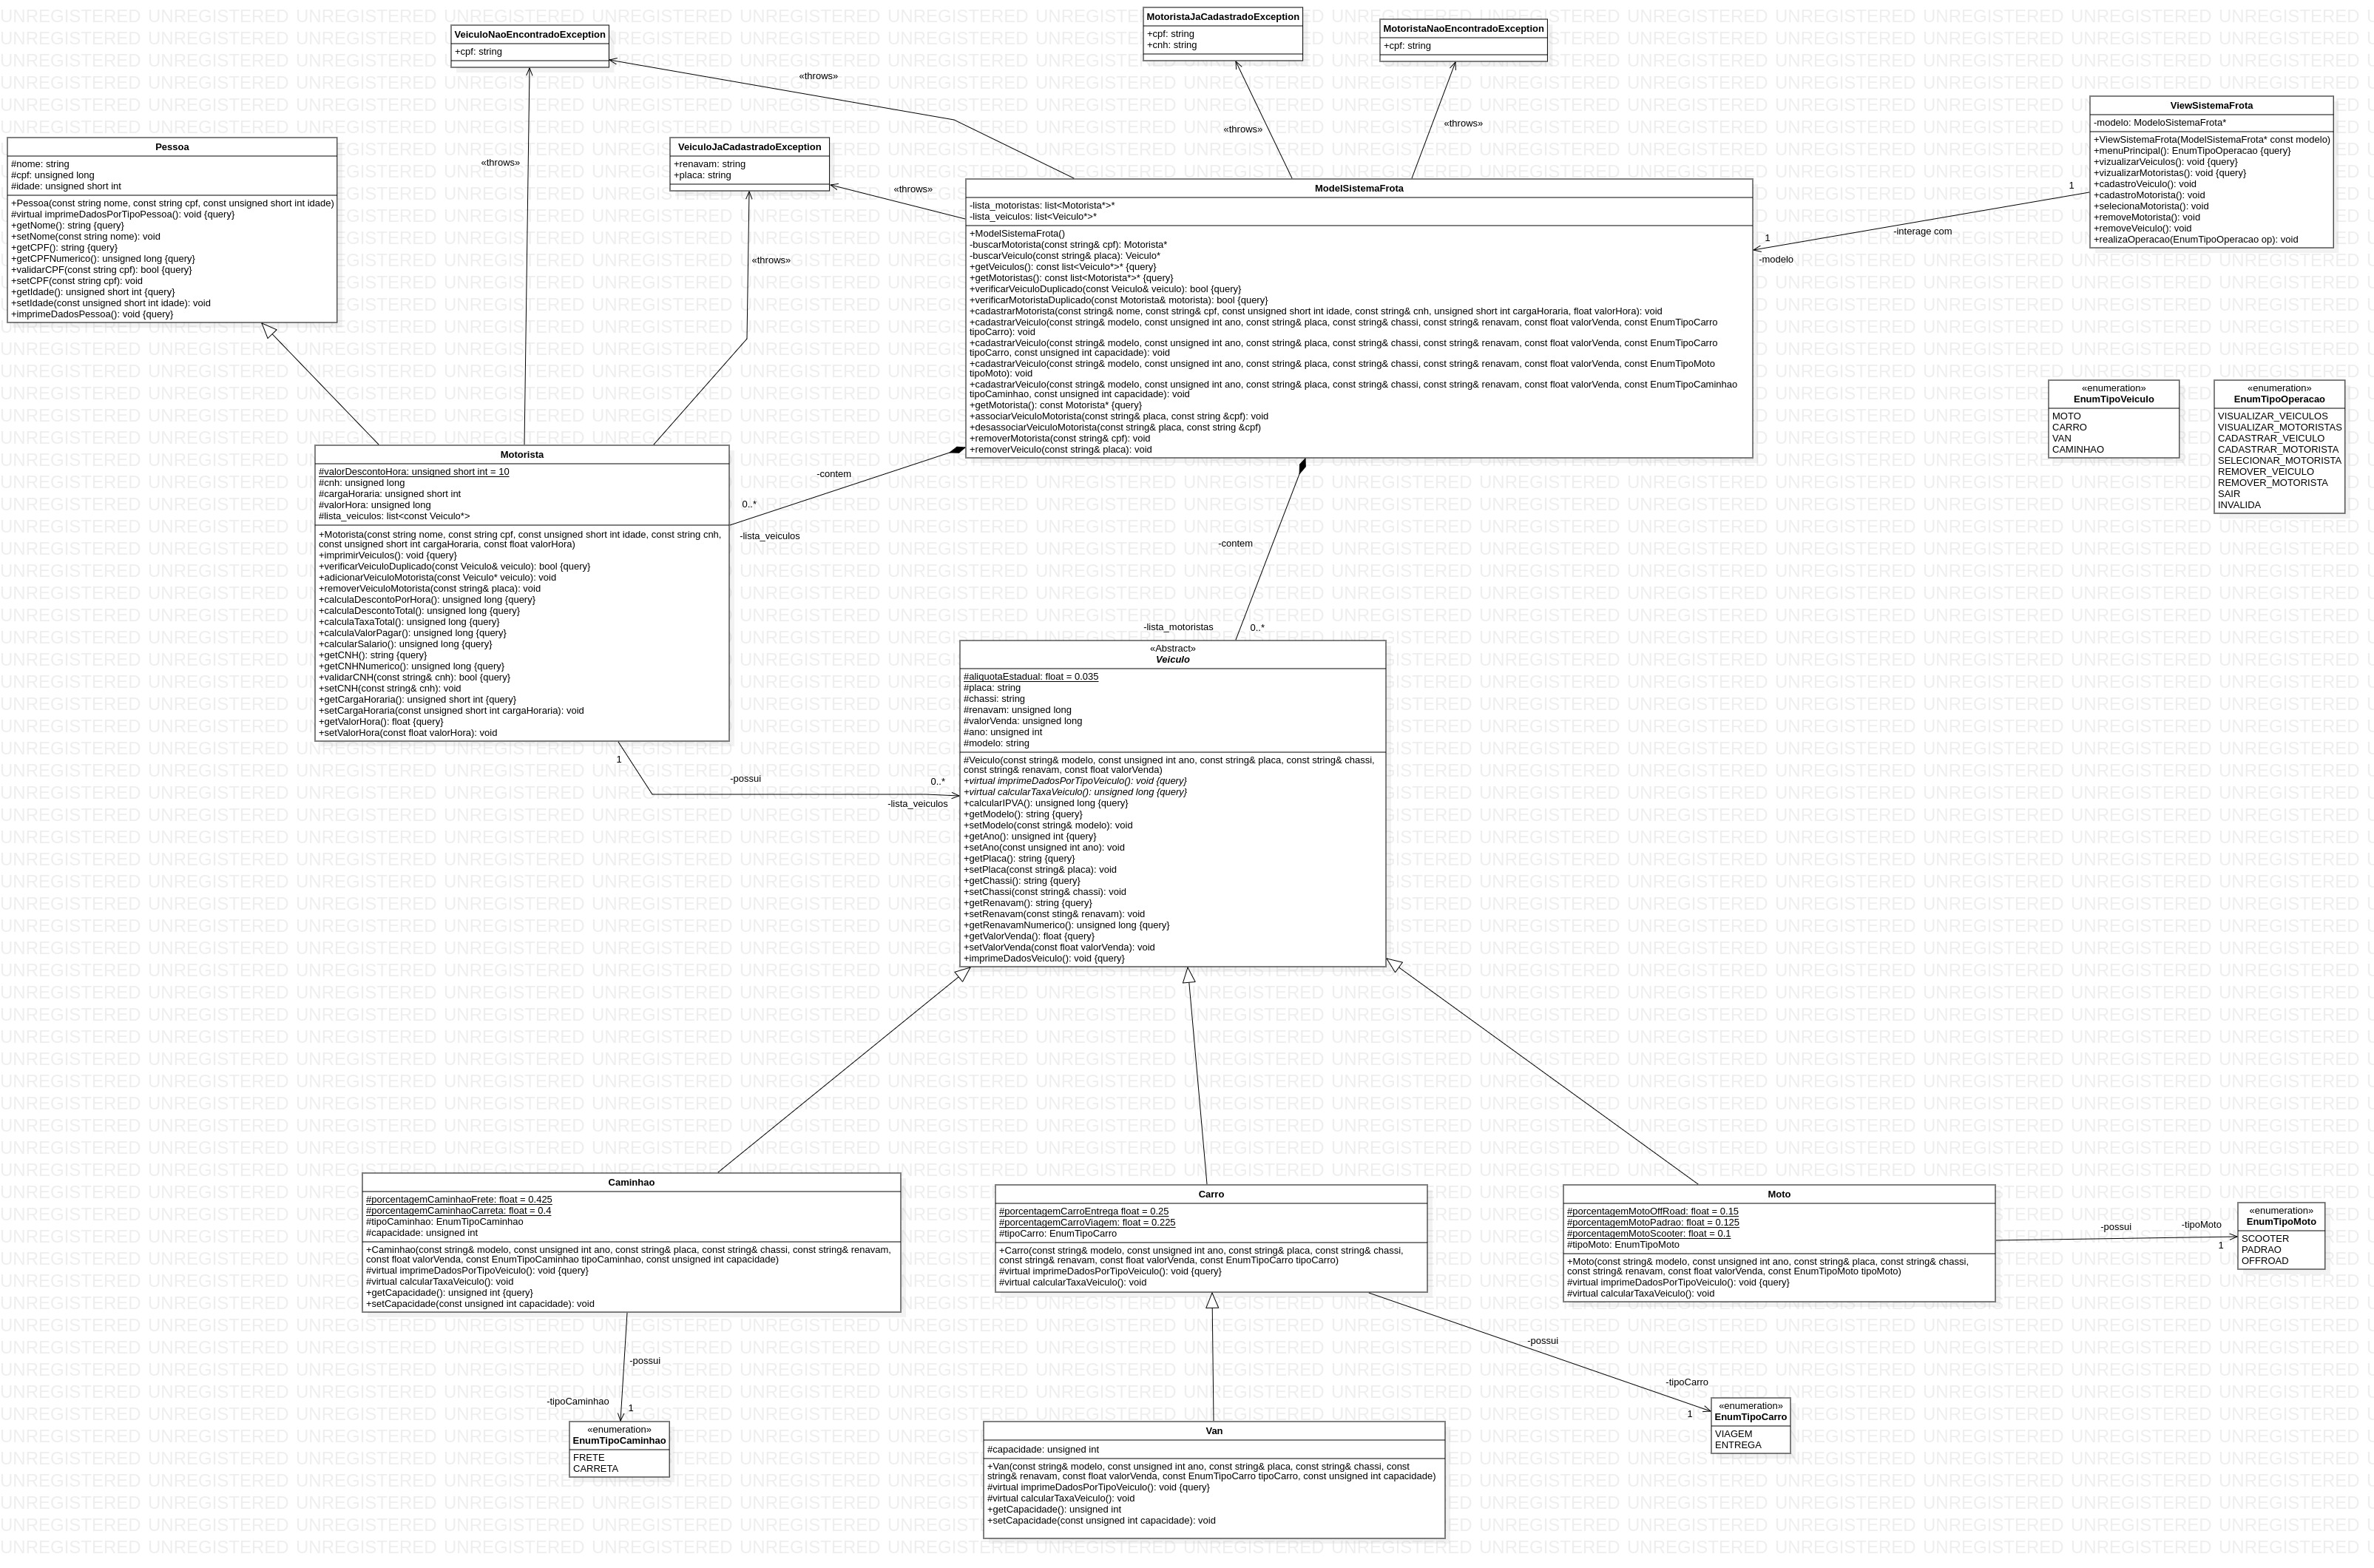 VeiculoNaoEncontradoException
+cpf: string
MotoristaJaCadastradoException
+cpf: string
+cnh: string
MotoristaNaoEncontradoException
+cpf: string
«throws»
«throws»
«throws»
«throws»
«throws»
«throws»
ViewSistemaFrota
-modelo: ModeloSistemaFrota*
+ViewSistemaFrota(ModelSistemaFrota* const modelo)
+menuPrincipal(): EnumTipoOperacao {query}
+vizualizarVeiculos(): void {query}
+vizualizarMotoristas(): void {query}
+cadastroVeiculo(): void
+cadastroMotorista(): void
+selecionaMotorista(): void
+removeMotorista(): void
+removeVeiculo(): void
+realizaOperacao(EnumTipoOperacao op): void
Pessoa
#nome: string
#cpf: unsigned long
#idade: unsigned short int
+Pessoa(const string nome, const string cpf, const unsigned short int idade)
#virtual imprimeDadosPorTipoPessoa(): void {query}
+getNome(): string {query}
+setNome(const string nome): void
+getCPF(): string {query}
+getCPFNumerico(): unsigned long {query}
+validarCPF(const string cpf): bool {query}
+setCPF(const string cpf): void
+getIdade(): unsigned short int {query}
+setIdade(const unsigned short int idade): void
+imprimeDadosPessoa(): void {query}
VeiculoJaCadastradoException
+renavam: string
+placa: string
ModelSistemaFrota
-lista_motoristas: list<Motorista*>*
-lista_veiculos: list<Veiculo*>*
+ModelSistemaFrota()
-buscarMotorista(const string& cpf): Motorista*
-buscarVeiculo(const string& placa): Veiculo*
+getVeiculos(): const list<Veiculo*>* {query}
+getMotoristas(): const list<Motorista*>* {query}
+verificarVeiculoDuplicado(const Veiculo& veiculo): bool {query}
+verificarMotoristaDuplicado(const Motorista& motorista): bool {query}
+cadastrarMotorista(const string& nome, const string& cpf, const unsigned short int idade, const string& cnh, unsigned short int cargaHoraria, float valorHora): void
+cadastrarVeiculo(const string& modelo, const unsigned int ano, const string& placa, const string& chassi, const string& renavam, const float valorVenda, const EnumTipoCarro
tipoCarro): void
+cadastrarVeiculo(const string& modelo, const unsigned int ano, const string& placa, const string& chassi, const string& renavam, const float valorVenda, const EnumTipoCarro
tipoCarro, const unsigned int capacidade): void
+cadastrarVeiculo(const string& modelo, const unsigned int ano, const string& placa, const string& chassi, const string& renavam, const float valorVenda, const EnumTipoMoto
tipoMoto): void
+cadastrarVeiculo(const string& modelo, const unsigned int ano, const string& placa, const string& chassi, const string& renavam, const float valorVenda, const EnumTipoCaminhao
tipoCaminhao, const unsigned int capacidade): void
+getMotorista(): const Motorista* {query}
+associarVeiculoMotorista(const string& placa, const string &cpf): void
+desassociarVeiculoMotorista(const string& placa, const string &cpf)
+removerMotorista(const string& cpf): void
+removerVeiculo(const string& placa): void
1
-interage com
1
-modelo
«enumeration»
EnumTipoVeiculo
MOTO
CARRO
VAN
CAMINHAO
«enumeration»
EnumTipoOperacao
VISUALIZAR_VEICULOS
VISUALIZAR_MOTORISTAS
CADASTRAR_VEICULO
CADASTRAR_MOTORISTA
SELECIONAR_MOTORISTA
REMOVER_VEICULO
REMOVER_MOTORISTA
SAIR
INVALIDA
Motorista
#valorDescontoHora: unsigned short int = 10
#cnh: unsigned long
#cargaHoraria: unsigned short int
#valorHora: unsigned long
#lista_veiculos: list<const Veiculo*>
+Motorista(const string nome, const string cpf, const unsigned short int idade, const string cnh,
const unsigned short int cargaHoraria, const float valorHora)
+imprimirVeiculos(): void {query}
+verificarVeiculoDuplicado(const Veiculo& veiculo): bool {query}
+adicionarVeiculoMotorista(const Veiculo* veiculo): void
+removerVeiculoMotorista(const string& placa): void
+calculaDescontoPorHora(): unsigned long {query}
+calculaDescontoTotal(): unsigned long {query}
+calculaTaxaTotal(): unsigned long {query}
+calculaValorPagar(): unsigned long {query}
+calcularSalario(): unsigned long {query}
+getCNH(): string {query}
+getCNHNumerico(): unsigned long {query}
+validarCNH(const string& cnh): bool {query}
+setCNH(const string& cnh): void
+getCargaHoraria(): unsigned short int {query}
+setCargaHoraria(const unsigned short int cargaHoraria): void
+getValorHora(): float {query}
+setValorHora(const float valorHora): void
-contem
0..*
-lista_veiculos
-contem
-lista_motoristas
0..*
1
-possui
0..*
-lista_veiculos
«Abstract»
Veiculo
#aliquotaEstadual: float = 0.035
#placa: string
#chassi: string
#renavam: unsigned long
#valorVenda: unsigned long
#ano: unsigned int
#modelo: string
#Veiculo(const string& modelo, const unsigned int ano, const string& placa, const string& chassi,
const string& renavam, const float valorVenda)
+virtual imprimeDadosPorTipoVeiculo(): void {query}
+virtual calcularTaxaVeiculo(): unsigned long {query}
+calcularIPVA(): unsigned long {query}
+getModelo(): string {query}
+setModelo(const string& modelo): void
+getAno(): unsigned int {query}
+setAno(const unsigned int ano): void
+getPlaca(): string {query}
+setPlaca(const string& placa): void
+getChassi(): string {query}
+setChassi(const string& chassi): void
+getRenavam(): string {query}
+setRenavam(const sting& renavam): void
+getRenavamNumerico(): unsigned long {query}
+getValorVenda(): float {query}
+setValorVenda(const float valorVenda): void
+imprimeDadosVeiculo(): void {query}
Caminhao
#porcentagemCaminhaoFrete: float = 0.425
#porcentagemCaminhaoCarreta: float = 0.4
#tipoCaminhao: EnumTipoCaminhao
#capacidade: unsigned int
+Caminhao(const string& modelo, const unsigned int ano, const string& placa, const string& chassi, const string& renavam,
const float valorVenda, const EnumTipoCaminhao tipoCaminhao, const unsigned int capacidade)
#virtual imprimeDadosPorTipoVeiculo(): void {query}
#virtual calcularTaxaVeiculo(): void
+getCapacidade(): unsigned int {query}
+setCapacidade(const unsigned int capacidade): void
Carro
#porcentagemCarroEntrega float = 0.25
#porcentagemCarroViagem: float = 0.225
#tipoCarro: EnumTipoCarro
+Carro(const string& modelo, const unsigned int ano, const string& placa, const string& chassi,
const string& renavam, const float valorVenda, const EnumTipoCarro tipoCarro)
#virtual imprimeDadosPorTipoVeiculo(): void {query}
#virtual calcularTaxaVeiculo(): void
Moto
#porcentagemMotoOffRoad: float = 0.15
#porcentagemMotoPadrao: float = 0.125
#porcentagemMotoScooter: float = 0.1
#tipoMoto: EnumTipoMoto
+Moto(const string& modelo, const unsigned int ano, const string& placa, const string& chassi,
const string& renavam, const float valorVenda, const EnumTipoMoto tipoMoto)
#virtual imprimeDadosPorTipoVeiculo(): void {query}
#virtual calcularTaxaVeiculo(): void
-possui
-tipoMoto
1
«enumeration»
EnumTipoMoto
SCOOTER
PADRAO
OFFROAD
-possui
-tipoCaminhao
1
«enumeration»
EnumTipoCaminhao
FRETE
CARRETA
-possui
-tipoCarro
1
«enumeration»
EnumTipoCarro
VIAGEM
ENTREGA
Van
#capacidade: unsigned int
+Van(const string& modelo, const unsigned int ano, const string& placa, const string& chassi, const
string& renavam, const float valorVenda, const EnumTipoCarro tipoCarro, const unsigned int capacidade)
#virtual imprimeDadosPorTipoVeiculo(): void {query}
#virtual calcularTaxaVeiculo(): void
+getCapacidade(): unsigned int
+setCapacidade(const unsigned int capacidade): void
UNREGISTERED